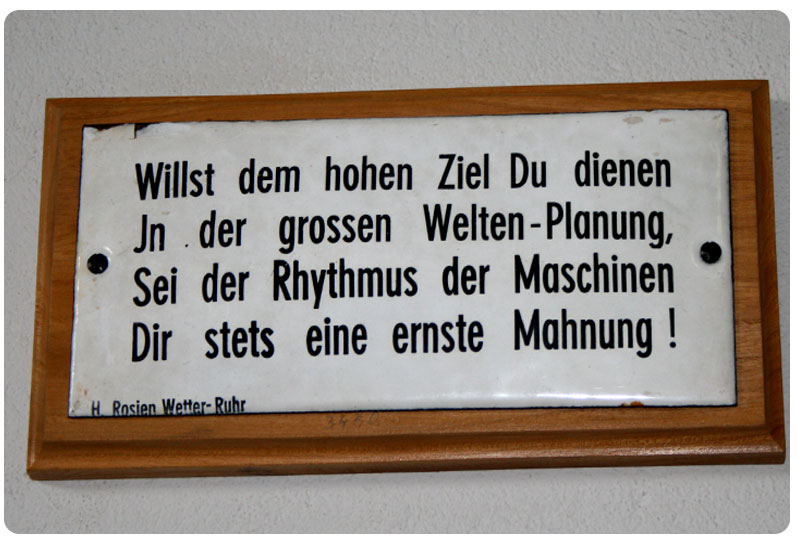 Willst dem hohen Ziel Du dienen
Jn der grossen Welten-Planung,
Sei der Rhythmus der Maschinen
Dir stets eine ernste Mahnung !
H. Rosien Wetter-Ruhr